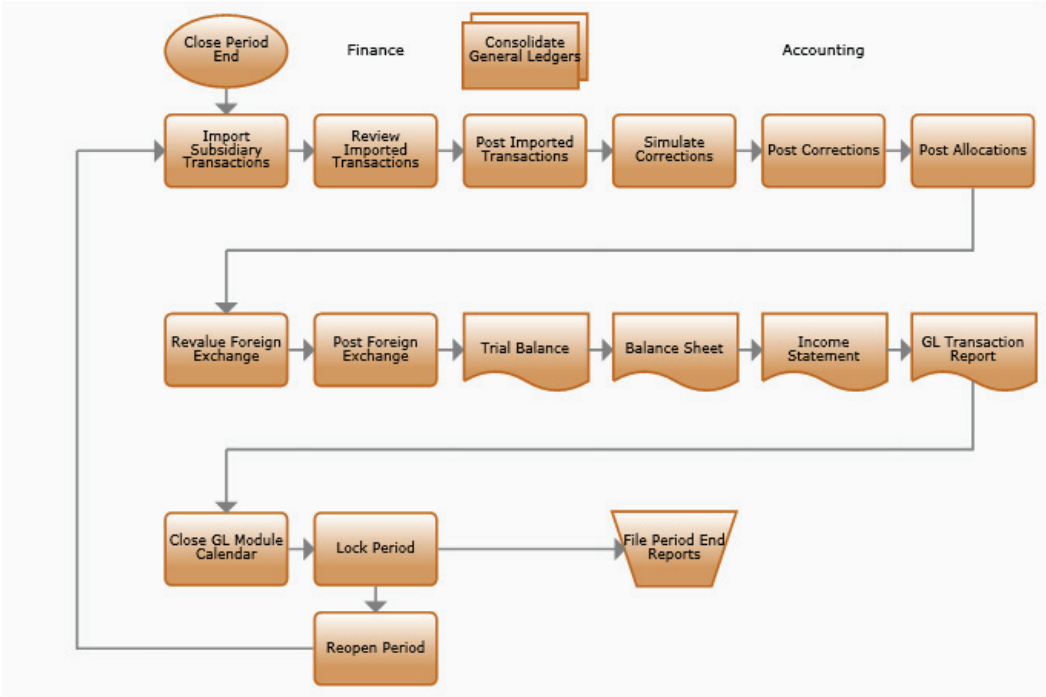 Close Period
End
Finance
Consolidate
General Ledgers
Accounting
Import
Subsidiary
Transactions
Review
Imported
Transactions
Post Imported
Transactions
Simulate
Corrections
Post Corrections
Post Allocations
Revalue Foreign
Exchange
Post Foreign
Exchange
Trial Balance
Balance Sheet
Income
Statement
GL Transaction
Report
Close GL Module
Calendar
Lock Period
File Period End
Reports
Reopen Period